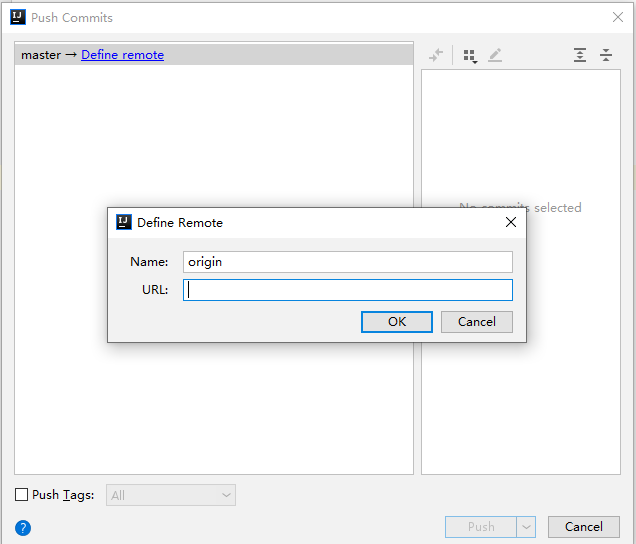 Push Commits
master → Define remote
No commits selected
Define Remote
Name: origin
URL:
OK Cancel
Push Tags: All
? Push Cancel